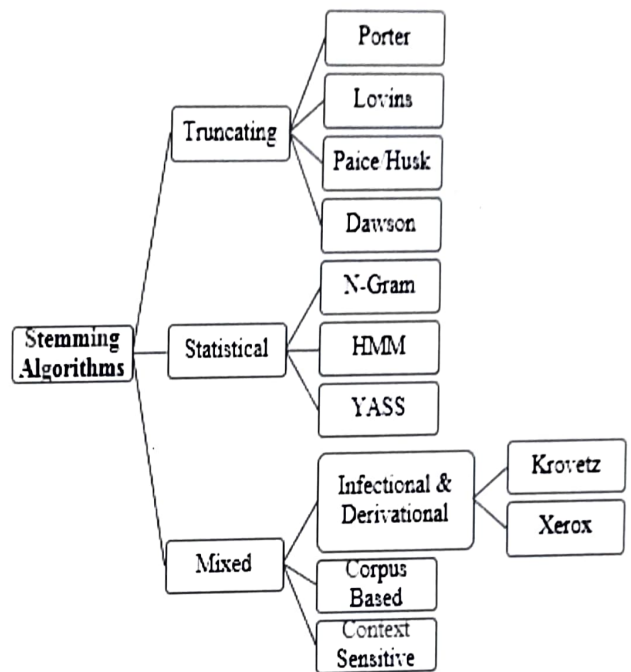 Stemming
Algorithms
Truncating
Porter
Lovins
Paice/Husk
Dawson
Statistical
N-Gram
HMM
YASS
Mixed
Infectional &
Derivational
Krovetz
Xerox
Corpus
Based
Context
Sensitive